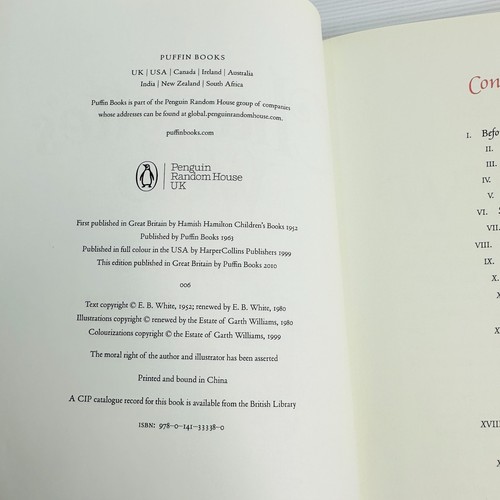 PUFFIN BOOKS
UK | USA | Canada | Ireland | Australia
India | New Zealand | South Africa
Puffin Books is part of the Penguin Random House group of companies
whose addresses can be found at global.penguinrandomhouse.com.
puffinbooks.com
Penguin
Random House
UK
First published in Great Britain by Hamish Hamilton Children's Books 1952
Published by Puffin Books 1963
Published in full colour in the USA by HarperCollins Publishers 1999
This edition published in Great Britain by Puffin Books 2010
006
Text copyright © E. B. White, 1952; renewed by E. B. White, 1980
Illustrations copyright © renewed by the Estate of Garth Williams, 1980
Colourizations copyright © the Estate of Garth Williams, 1999
The moral right of the author and illustrator has been asserted
Printed and bound in China
A CIP catalogue record for this book is available from the British Library
ISBN: 978-0-141-33338-0
Con
I. Befo
II.
III.
IV.
V.
VI.
VII.
VIII.
IX.
X.
X
X
XVIII
X